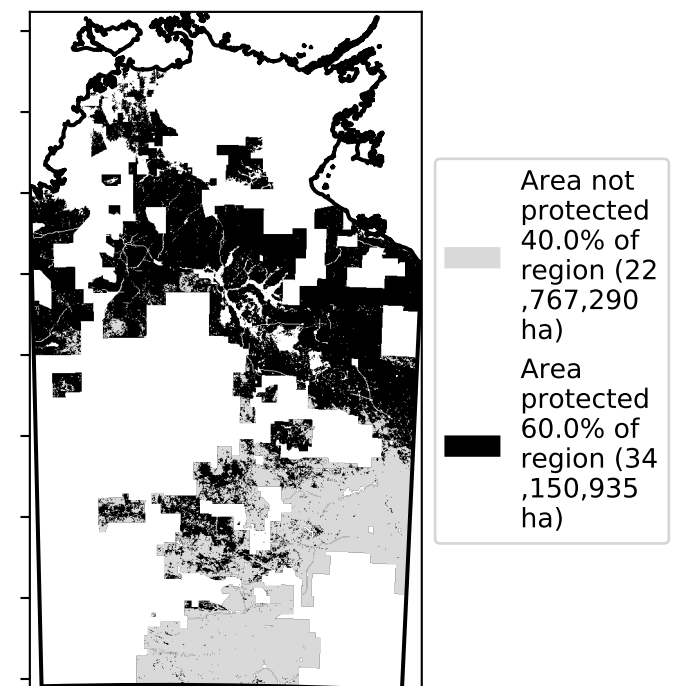 Area not
protected
40.0% of
region (22
,767,290
ha)
Area
protected
60.0% of
region (34
,150,935
ha)